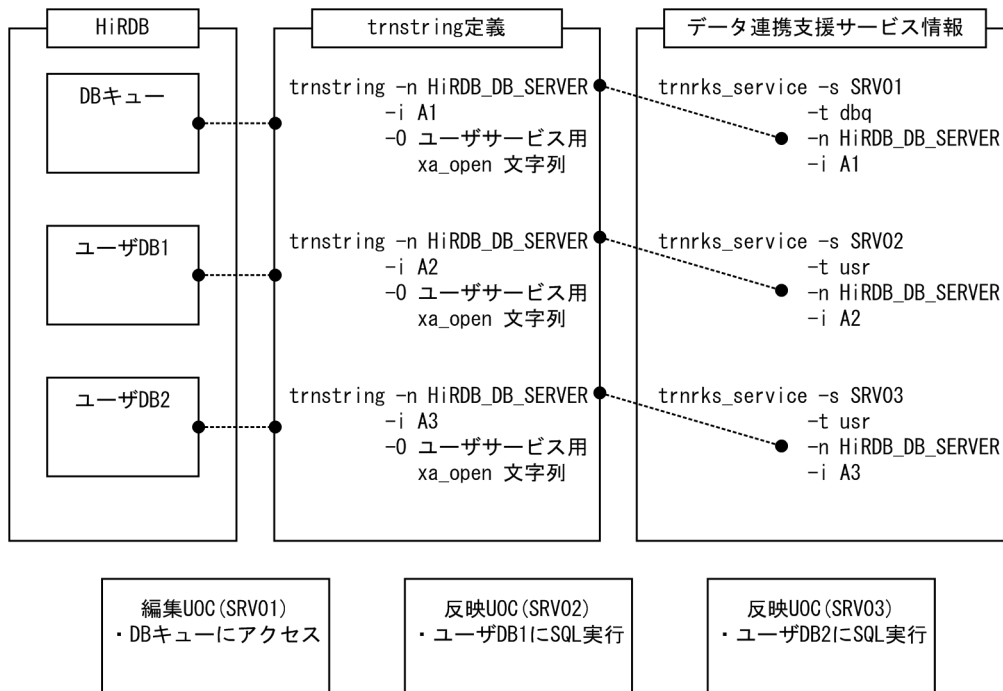 HiRDB
DBキュー
ユーザDB1
ユーザDB2
trnstring定義
trnstring -n HiRDB_DB_SERVER
-i A1
-O ユーザサービス用
xa_open 文字列
trnstring -n HiRDB_DB_SERVER
-i A2
-O ユーザサービス用
xa_open 文字列
trnstring -n HiRDB_DB_SERVER
-i A3
-O ユーザサービス用
xa_open 文字列
データ連携支援サービス情報
trnrks_service -s SRV01
-t dbq
-n HiRDB_DB_SERVER
-i A1
trnrks_service -s SRV02
-t usr
-n HiRDB_DB_SERVER
-i A2
trnrks_service -s SRV03
-t usr
-n HiRDB_DB_SERVER
-i A3
編集UOC(SRV01)
・DBキューにアクセス
反映UOC(SRV02)
・ユーザDB1にSQL実行
反映UOC(SRV03)
・ユーザDB2にSQL実行